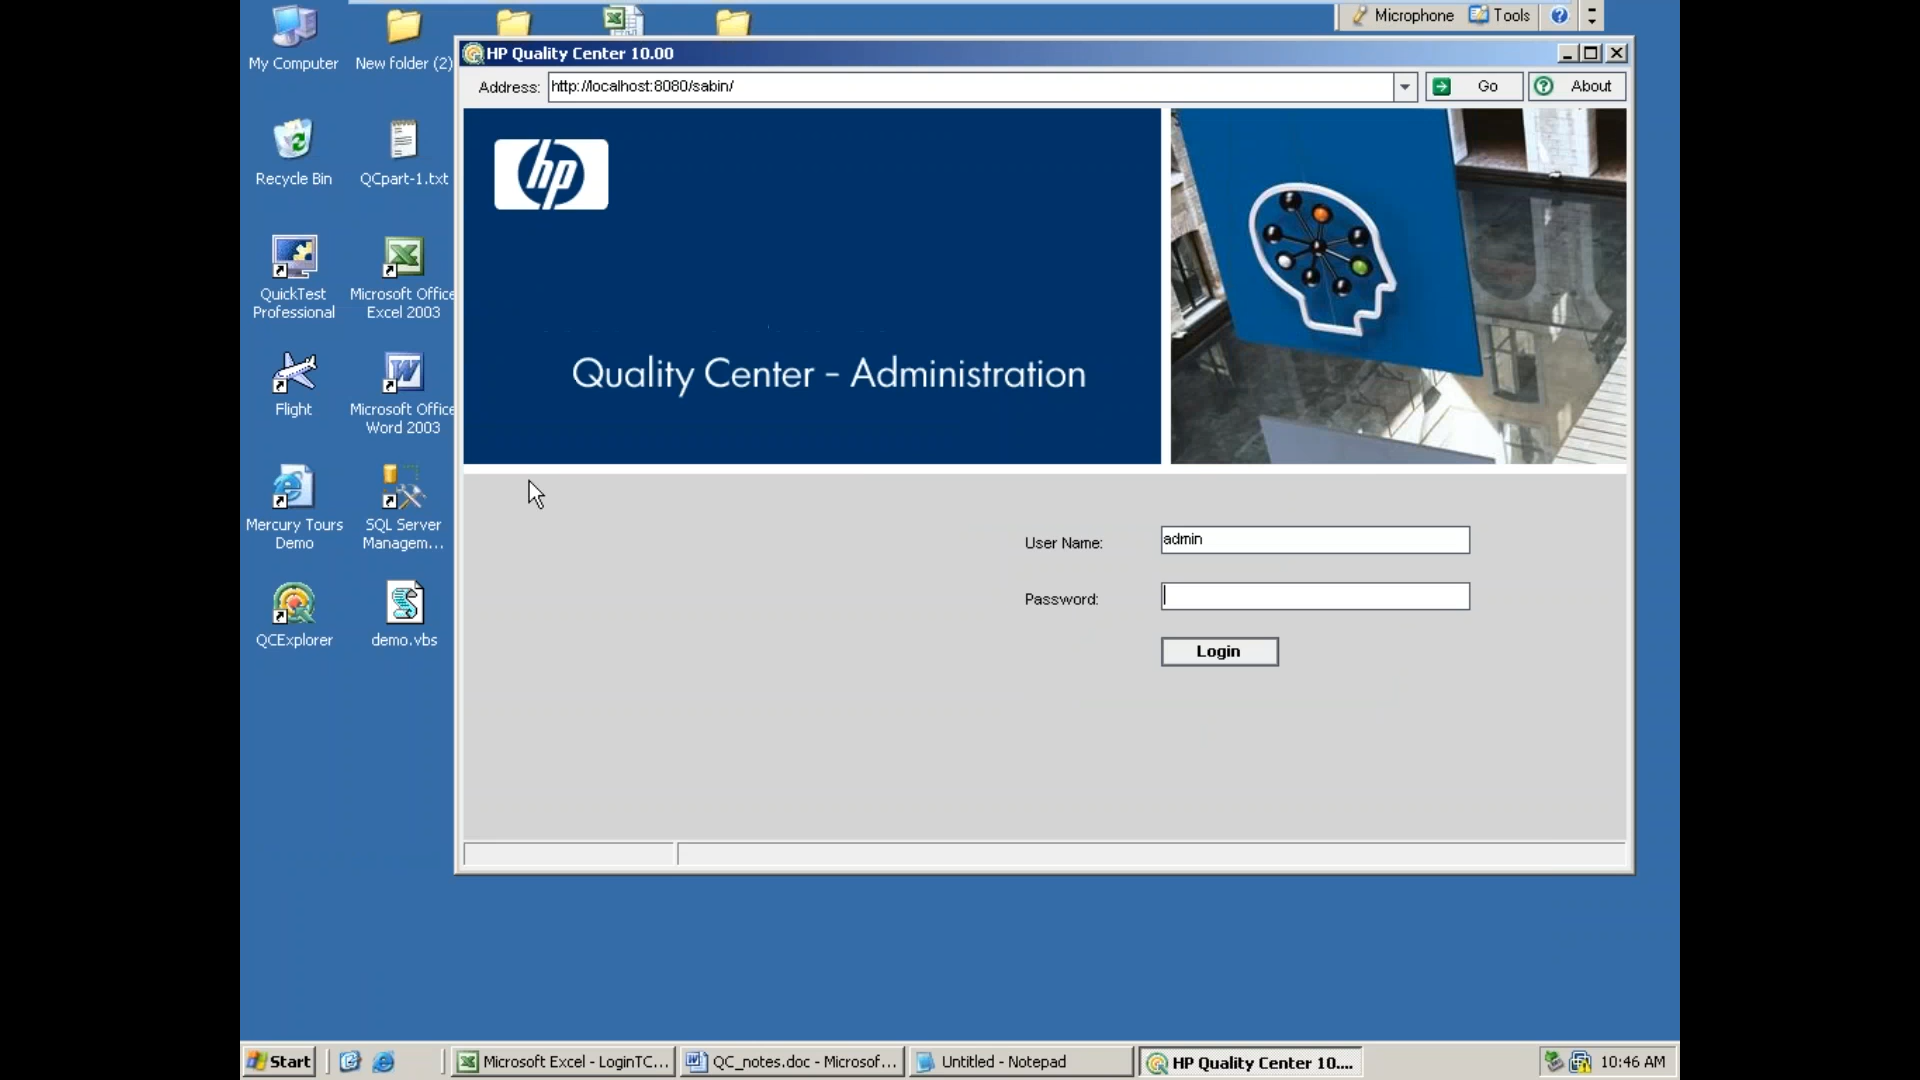 My Computer
New folder (2)
Microphone
Tools
HP Quality Center 10.00
Address:
http://localhost:8080/sabin/
Go
About
hp
Quality Center - Administration
Recycle Bin
QCpart-1.txt
QuickTest
Professional
Microsoft Office
Excel 2003
Flight
Microsoft Office
Word 2003
Mercury Tours
Demo
SQL Server
Managem...
QCExplorer
demo.vbs
User Name:
admin
Password:
Login
Start
Microsoft Excel - LoginTC...
QC_notes.doc - Microsof...
Untitled - Notepad
HP Quality Center 10....
10:46 AM